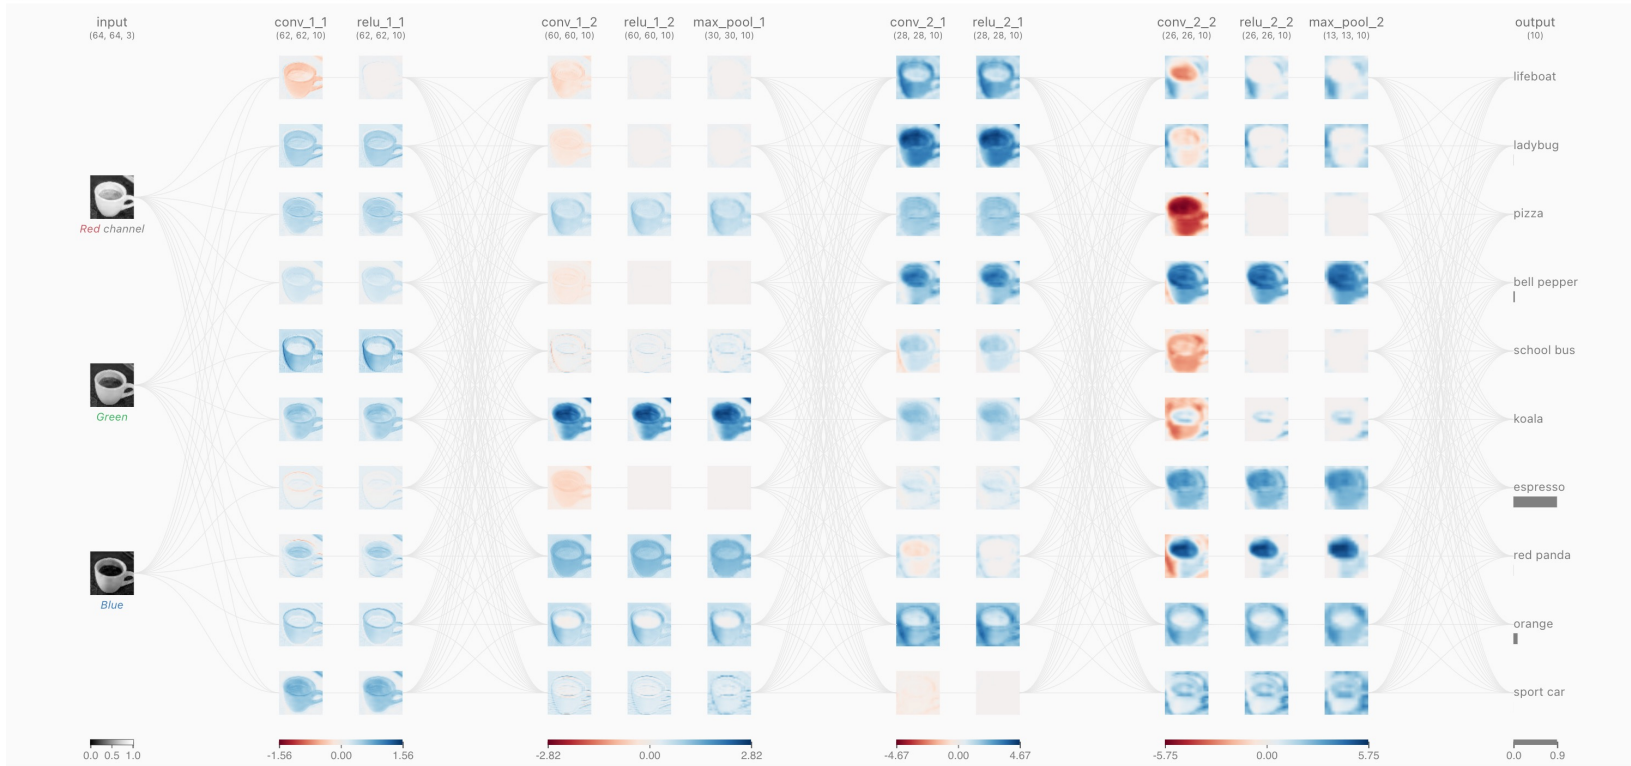 input conv_1_1 relu_1_1 conv_1_2 relu_1_2 max_pool_1 conv_2_1 relu_2_1 conv_2_2 relu_2_2 max_pool_2 output
(64, 64, 3) (62, 62, 10) (62, 62, 10) (60, 60, 10) (60, 60, 10) (30, 30, 10) (28, 28, 10) (28, 28, 10) (26, 26, 10) (26, 26, 10) (13, 13, 10) (10)
lifeboat
ladybug
pizza
Red channel
bell pepper
school bus
Green
koala
espresso
red panda
Blue
orange
sport car
0.0 0.5 1.0 -1.56 0.00 1.56 -2.82 0.00 2.82 -4.67 0.00 4.67 -5.75 0.00 5.75 0.0 0.9